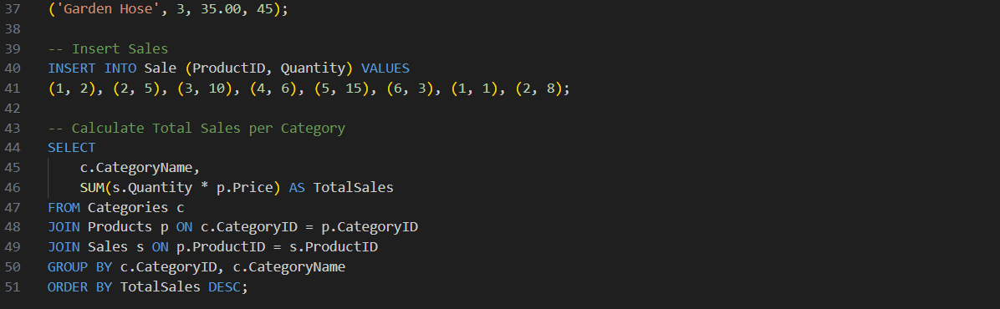 37 ('Garden Hose', 3, 35.00, 45);
38
39 -- Insert Sales
40 INSERT INTO Sale (ProductID, Quantity) VALUES
41 (1, 2), (2, 5), (3, 10), (4, 6), (5, 15), (6, 3), (1, 1), (2, 8);
42
43 -- Calculate Total Sales per Category
44 SELECT
45     c.CategoryName,
46     SUM(s.Quantity * p.Price) AS TotalSales
47 FROM Categories c
48 JOIN Products p ON c.CategoryID = p.CategoryID
49 JOIN Sales s ON p.ProductID = s.ProductID
50 GROUP BY c.CategoryID, c.CategoryName
51 ORDER BY TotalSales DESC;